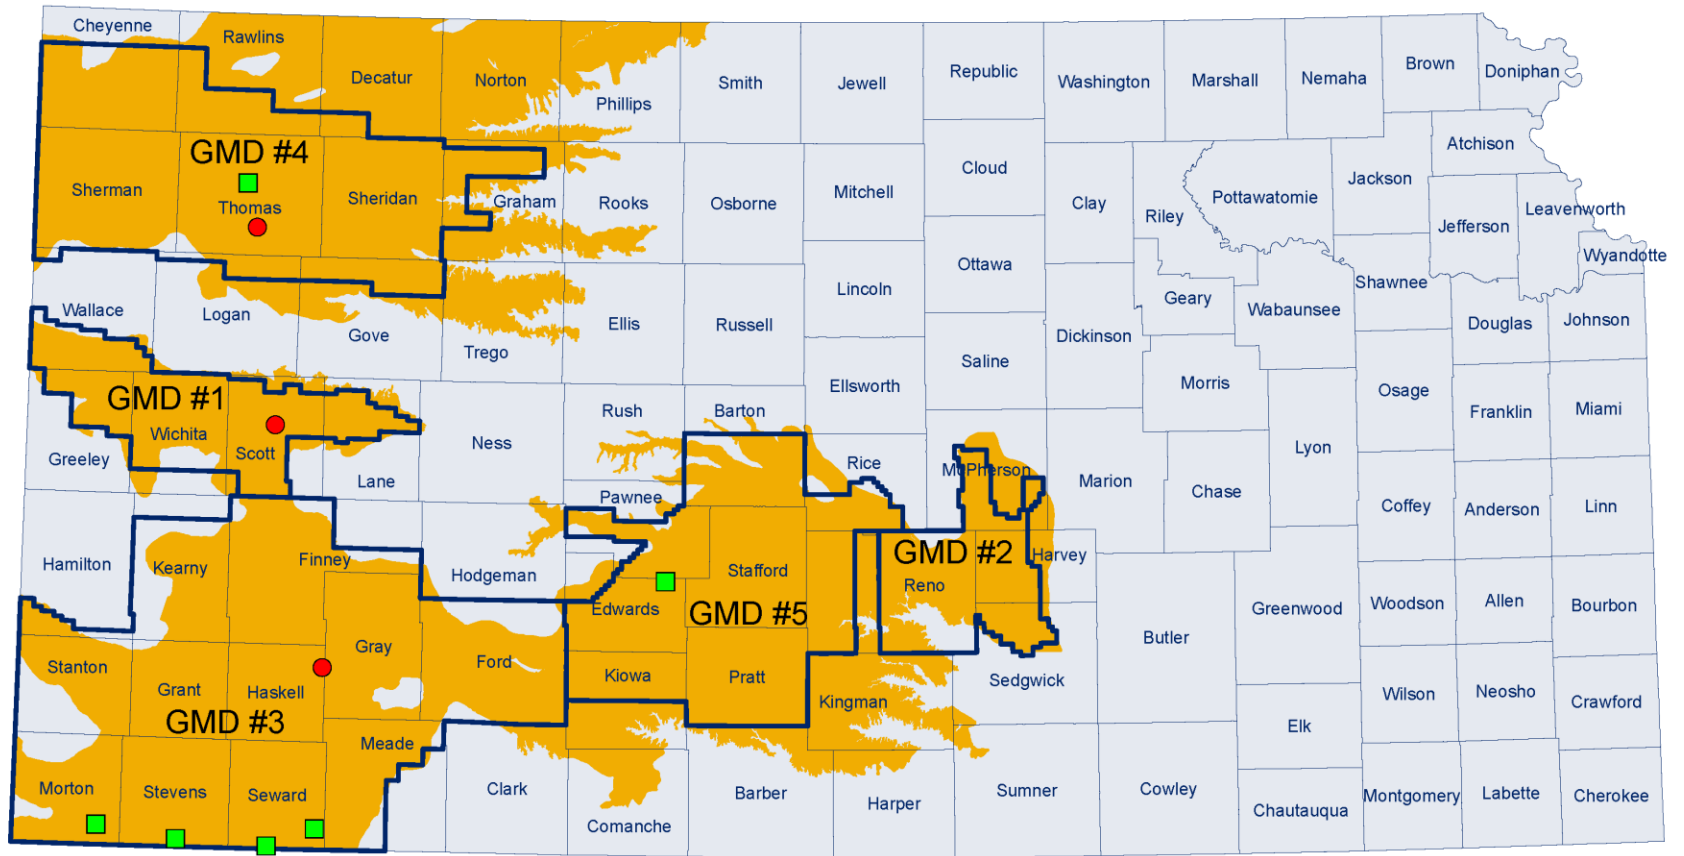 Cheyenne
Rawlins
Decatur
Norton
Phillips
Smith
Jewell
Republic
Washington
Marshall
Nemaha
Brown
Doniphan
GMD #4
Sherman
Thomas
Sheridan
Graham
Rooks
Osborne
Mitchell
Cloud
Clay
Riley
Pottawatomie
Jackson
Atchison
Jefferson
Leavenworth
Wyandotte
Wallace
Logan
Gove
Trego
Ellis
Russell
Lincoln
Ottawa
Saline
Dickinson
Geary
Wabaunsee
Shawnee
Douglas
Johnson
GMD #1
Wichita
Greeley
Scott
Lane
Ness
Rush
Barton
Ellsworth
Rice
McPherson
Marion
Morris
Chase
Lyon
Osage
Franklin
Miami
Coffey
Anderson
Linn
Hamilton
Kearny
Finney
Hodgeman
Pawnee
Edwards
Stafford
GMD #5
GMD #2
Reno
Harvey
Butler
Greenwood
Woodson
Allen
Bourbon
Stanton
Grant
Haskell
GMD #3
Gray
Ford
Kiowa
Pratt
Kingman
Sedgwick
Elk
Wilson
Neosho
Crawford
Morton
Stevens
Seward
Meade
Clark
Comanche
Barber
Harper
Sumner
Cowley
Chautauqua
Montgomery
Labette
Cherokee